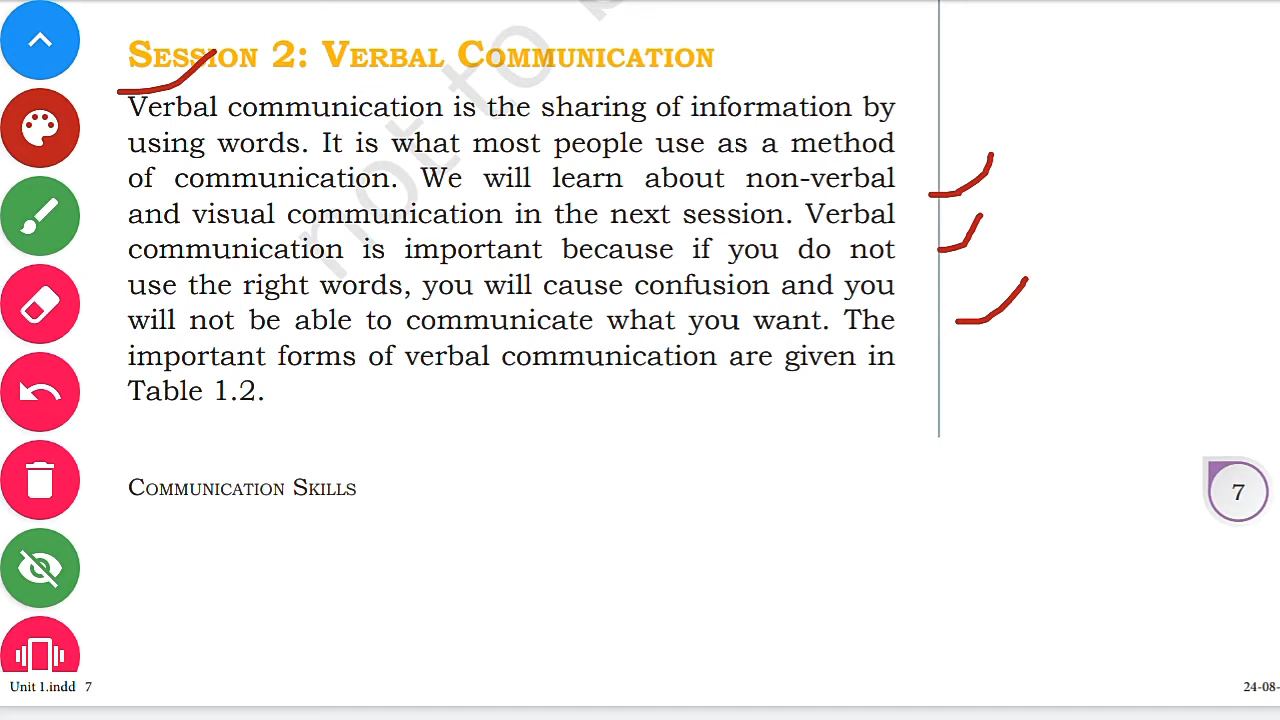 SESSION 2: VERBAL COMMUNICATION
Verbal communication is the sharing of information by
using words. It is what most people use as a method
of communication. We will learn about non-verbal
and visual communication in the next session. Verbal
communication is important because if you do not
use the right words, you will cause confusion and you
will not be able to communicate what you want. The
important forms of verbal communication are given in
Table 1.2.
COMMUNICATION SKILLS
7
Unit 1.indd 7
24-08-
not to